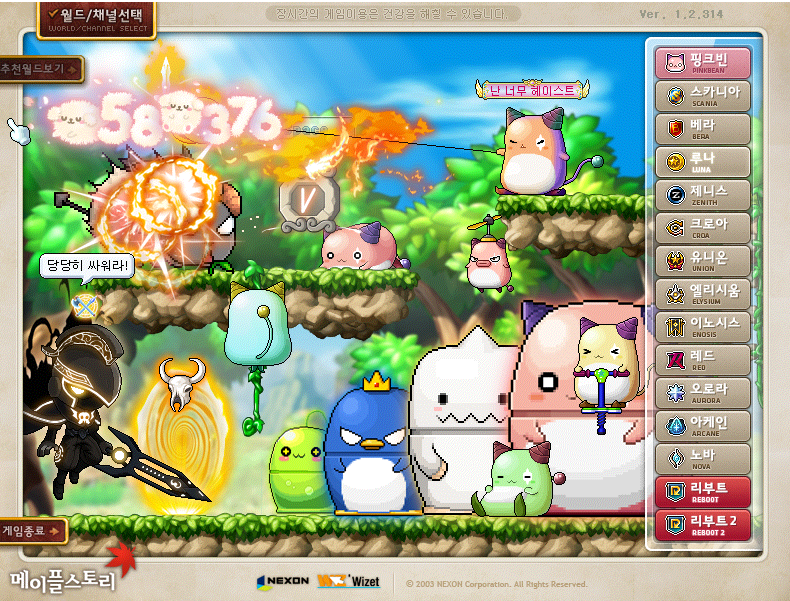 월드/채널선택
WORLD/CHANNEL SELECT
장시간의 게임이용은 건강을 해칠 수 있습니다.
Ver. 1.2.314
추천월드보기
58 376
난 너무 헤이스트
V
당당히 싸워라!
핑크빈
PINKBEAN
스카니아
SCANIA
베라
BERA
루나
LUNA
제니스
ZENITH
크로아
CROA
유니온
UNION
엘리시움
ELYSIUM
이노시스
ENOSIS
레드
RED
오로라
AURORA
아케인
ARCANE
노바
NOVA
리부트
REBOOT
리부트 2
REBOOT 2
게임종료
메이플스토리
NEXON
Wizet
© 2003 NEXON Corporation. All Rights Reserved.